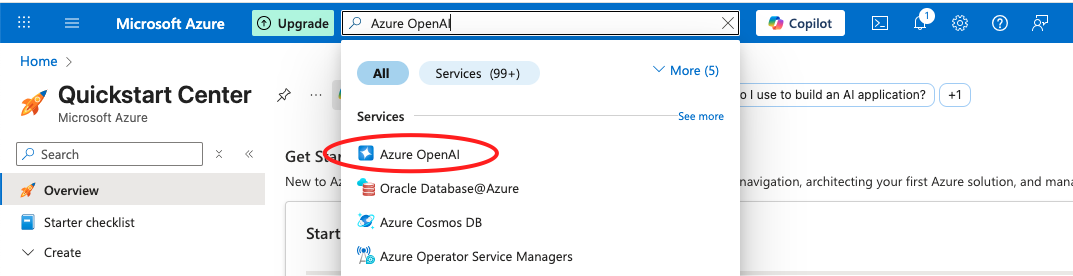 Microsoft Azure
Upgrade
Azure OpenAI
Copilot
1
Home
All
Services (99+)
More (5)
Quickstart Center
Microsoft Azure
o I use to build an AI application?
+1
Services
See more
Search
Get Star
Azure OpenAI
New to Az
navigation, architecting your first Azure solution, and mana
Overview
Oracle Database@Azure
Starter checklist
Azure Cosmos DB
Start
Create
Azure Operator Service Managers